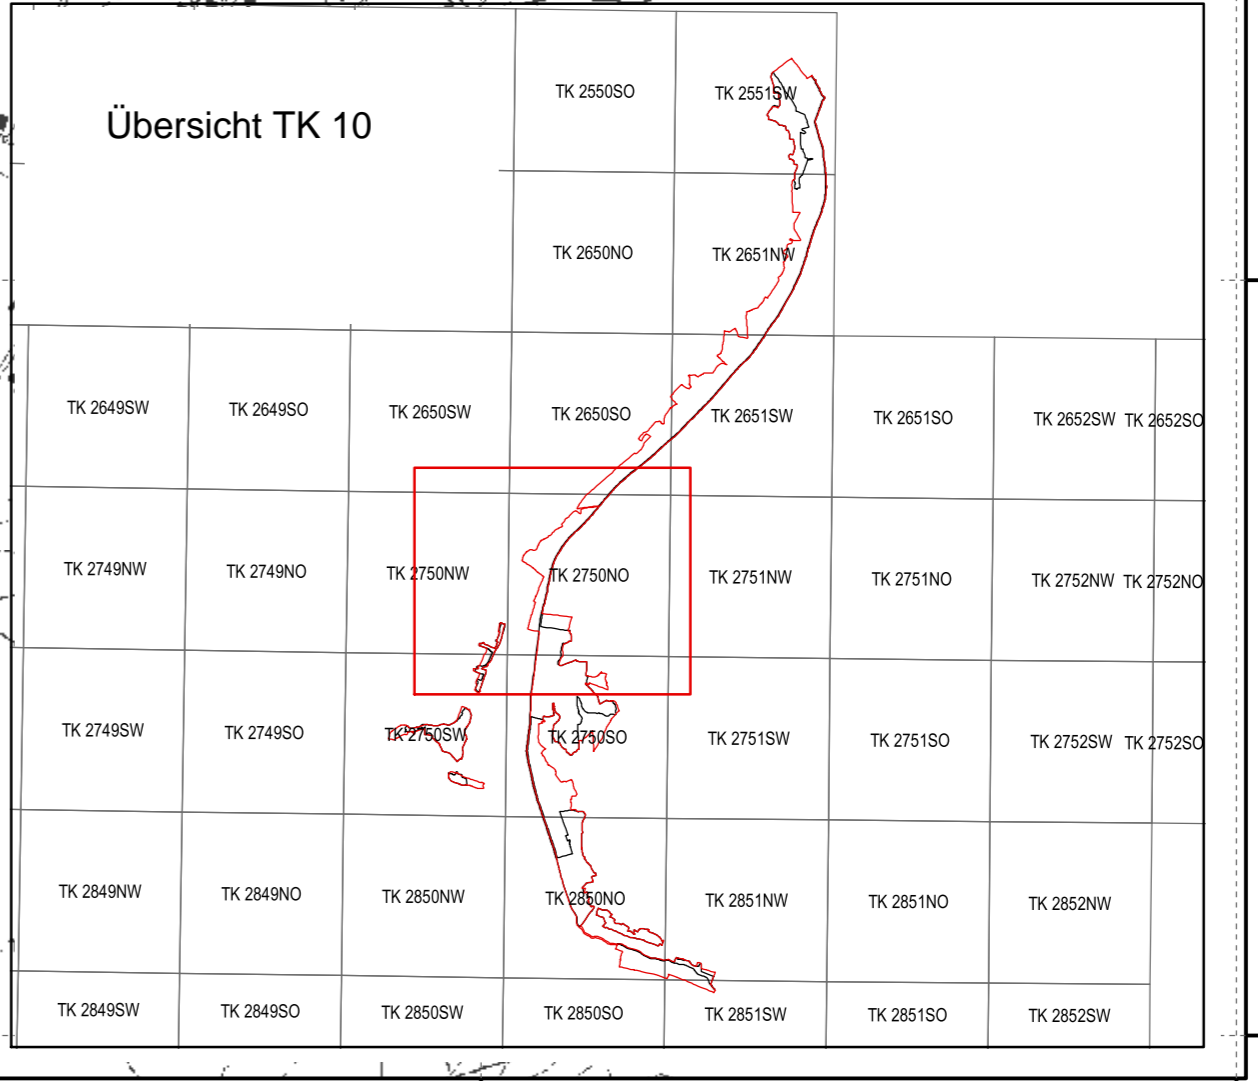 TK 2550SO
TK 2551SW
Übersicht TK 10
TK 2650NO
TK 2651NW
TK 2649SW
TK 2649SO
TK 2650SW
TK 2650SO
TK 2651SW
TK 2651SO
TK 2652SW
TK 2652SO
TK 2749NW
TK 2749NO
TK 2750NW
TK 2750NO
TK 2751NW
TK 2751NO
TK 2752NW
TK 2752NO
TK 2749SW
TK 2749SO
TK 2750SW
TK 2750SO
TK 2751SW
TK 2751SO
TK 2752SW
TK 2752SO
TK 2849NW
TK 2849NO
TK 2850NW
TK 2850NO
TK 2851NW
TK 2851NO
TK 2852NW
TK 2849SW
TK 2849SO
TK 2850SW
TK 2850SO
TK 2851SW
TK 2851SO
TK 2852SW